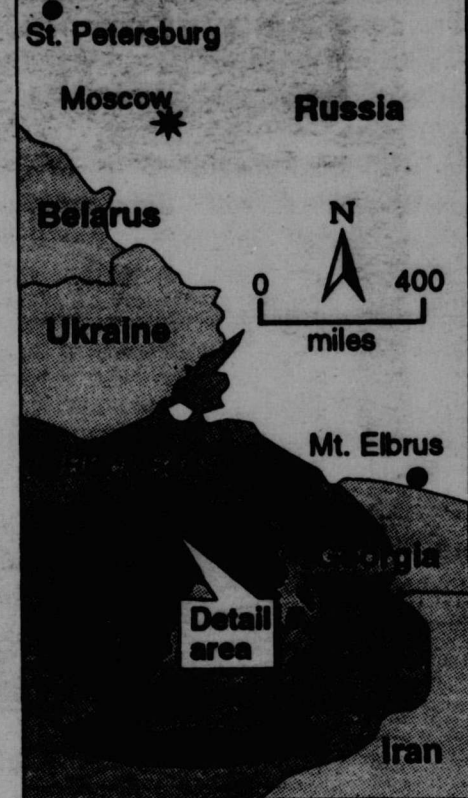 St. Petersburg
Moscow
Russia
Belarus
N
0 400
miles
Ukraine
Mt. Elbrus
Georgia
Detail
area
Iran